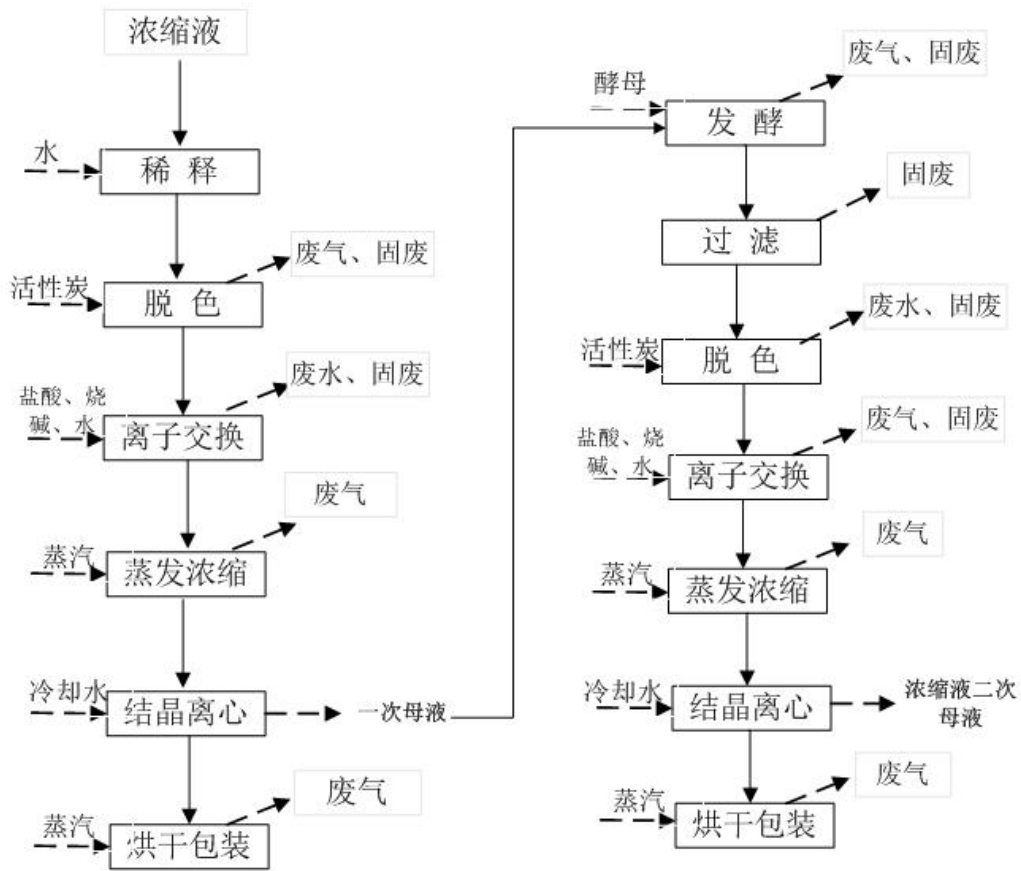 浓缩液
水
稀 释
废气、固废
活性炭
脱 色
废水、固废
盐酸、烧
碱、水
离子交换
废气
蒸汽
蒸发浓缩
冷却水
结晶离心
一次母液
废气
蒸汽
烘干包装
废气、固废
酵母
发 酵
固废
过 滤
废水、固废
活性炭
脱 色
废气、固废
盐酸、烧
碱、水
离子交换
废气
蒸汽
蒸发浓缩
冷却水
结晶离心
浓缩液二次
母液
废气
蒸汽
烘干包装